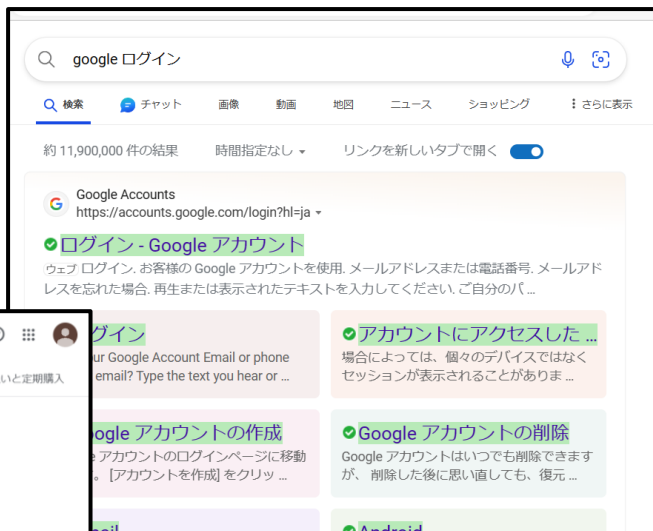 google ログイン
検索 チャット 画像 動画 地図 ニュース ショッピング さらに表示
約 11,900,000 件の結果 時間指定なし リンクを新しいタブで開く
Google Accounts
https://accounts.google.com/login?hl=ja
ログイン - Google アカウント
ウェブ ログイン. お客様の Google アカウントを使用. メールアドレスまたは電話番号. メールアド
レスを忘れた場合. 再生または表示されたテキストを入力してください. ご自分のパ ...
グイン
ur Google Account Email or phone
email? Type the text you hear or ...
アカウントにアクセスした ...
場合によっては、個々のデバイスではなく
セッションが表示されることがありま ...
いと定期購入
oogle アカウントの作成
アカウントのログインページに移動
。 [アカウントを作成] をクリッ ...
Google アカウントの削除
Google アカウントはいつでも削除できます
が、 削除した後に思い直しても、復元 ...
Android